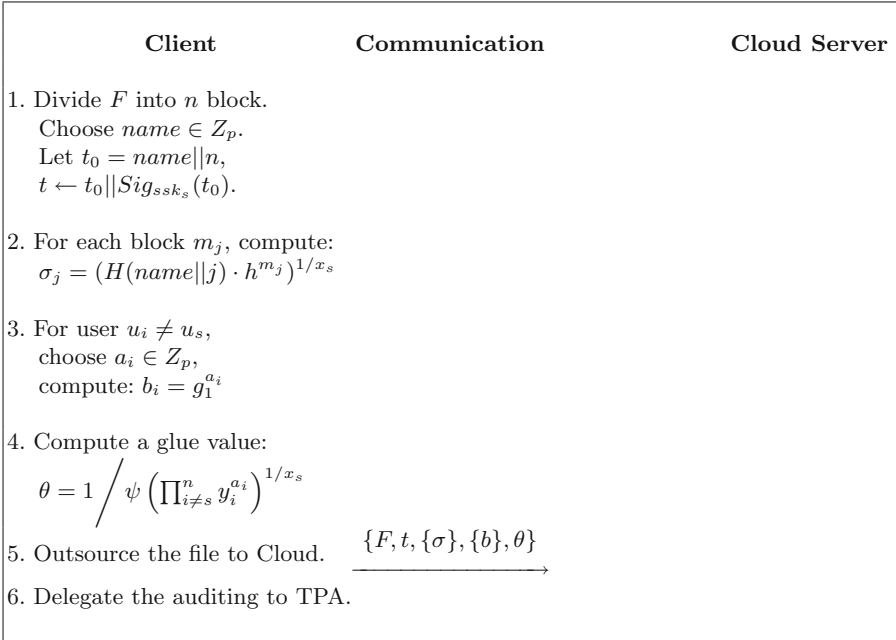 Client Communication Cloud Server
1. Divide F into n block.
Choose name ∈ Z_p.
Let t_0 = name||n,
t ← t_0||Sig_{ssk_s}(t_0).
2. For each block m_j, compute:
σ_j = (H(name||j) · h^{m_j})^{1/x_s}
3. For user u_i ≠ u_s,
choose a_i ∈ Z_p,
compute: b_i = g_1^{a_i}
4. Compute a glue value:
θ = 1 / ψ (∏_{i≠s}^{n} y_i^{a_i})^{1/x_s}
5. Outsource the file to Cloud. {F, t, {σ}, {b}, θ}
6. Delegate the auditing to TPA.